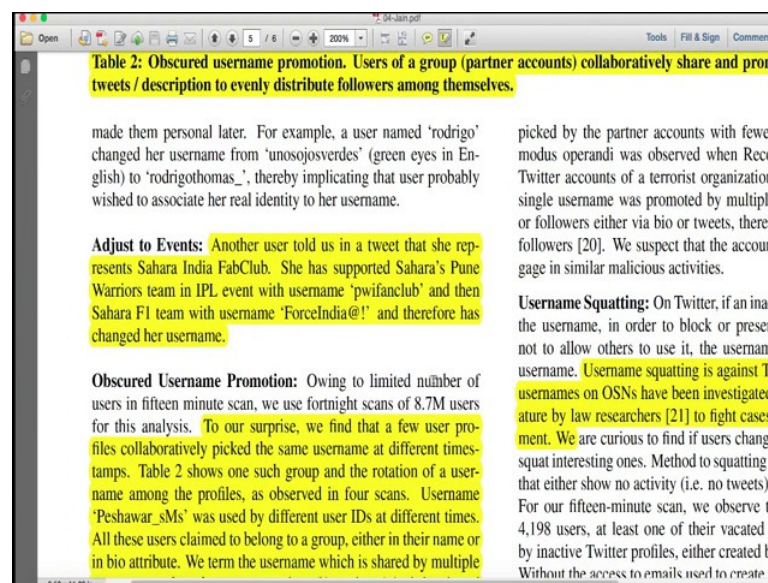 04-Jain.pdf
Open
5 / 6
200%
Tools
Fill & Sign
Commen
Table 2: Obscured username promotion. Users of a group (partner accounts) collaboratively share and pro
tweets / description to evenly distribute followers among themselves.
made them personal later. For example, a user named ‘rodrigo’
changed her username from ‘unosojosverdes’ (green eyes in En-
glish) to ‘rodrigothomas_’, thereby implicating that user probably
wished to associate her real identity to her username.
Adjust to Events: Another user told us in a tweet that she rep-
resents Sahara India FabClub. She has supported Sahara’s Pune
Warriors team in IPL event with username ‘pwifanclub’ and then
Sahara F1 team with username ‘ForceIndia@!’ and therefore has
changed her username.
Obscured Username Promotion: Owing to limited number of
users in fifteen minute scan, we use fortnight scans of 8.7M users
for this analysis. To our surprise, we find that a few user pro-
files collaboratively picked the same username at different times-
tamps. Table 2 shows one such group and the rotation of a user-
name among the profiles, as observed in four scans. Username
‘Peshawar_sMs’ was used by different user IDs at different times.
All these users claimed to belong to a group, either in their name or
in bio attribute. We term the username which is shared by multiple
picked by the partner accounts with fewe
modus operandi was observed when Rece
Twitter accounts of a terrorist organization
single username was promoted by multipl
or followers either via bio or tweets, there
followers [20]. We suspect that the accou
gage in similar malicious activities.
Username Squatting: On Twitter, if an ina
the username, in order to block or prese
not to allow others to use it, the usernam
username. Username squatting is against T
usernames on OSNs have been investigated
ature by law researchers [21] to fight cases
ment. We are curious to find if users chang
squat interesting ones. Method to squatting
that either show no activity (i.e. no tweets)
For our fifteen-minute scan, we observe t
4,198 users, at least one of their vacated
by inactive Twitter profiles, either created b
Without the access to emails used to create